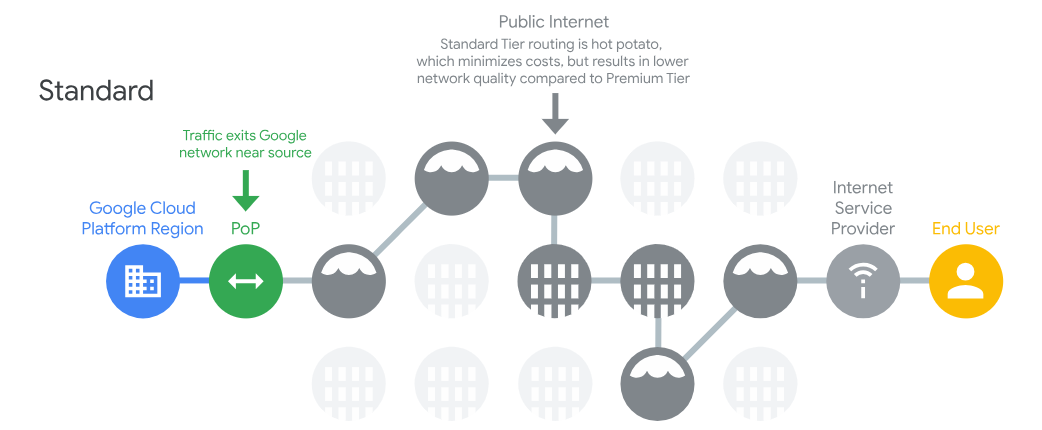 Public Internet
Standard Tier routing is hot potato,
which minimizes costs, but results in lower
network quality compared to Premium Tier
Standard
Traffic exits Google
network near source
Google Cloud
Platform Region
PoP
Internet
Service
Provider
End User